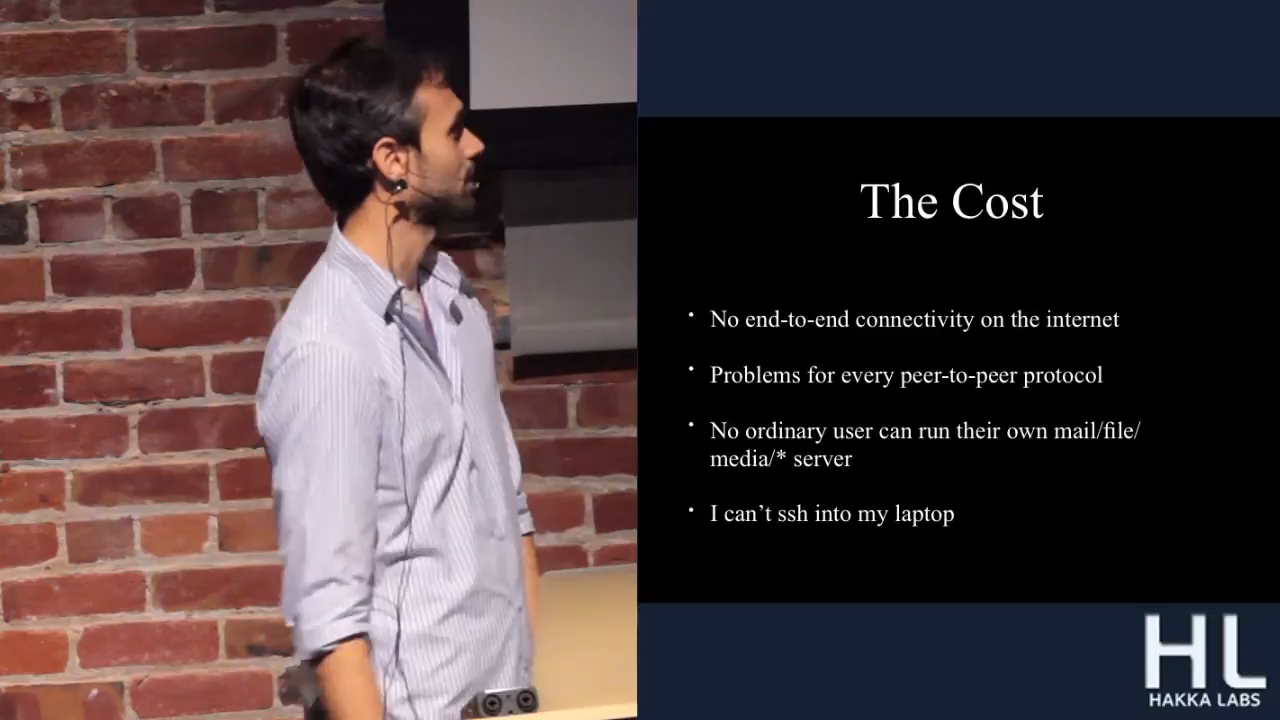 The Cost
• No end-to-end connectivity on the internet
• Problems for every peer-to-peer protocol
• No ordinary user can run their own mail/file/
media/* server
• I can’t ssh into my laptop
HL
HAKKA LABS